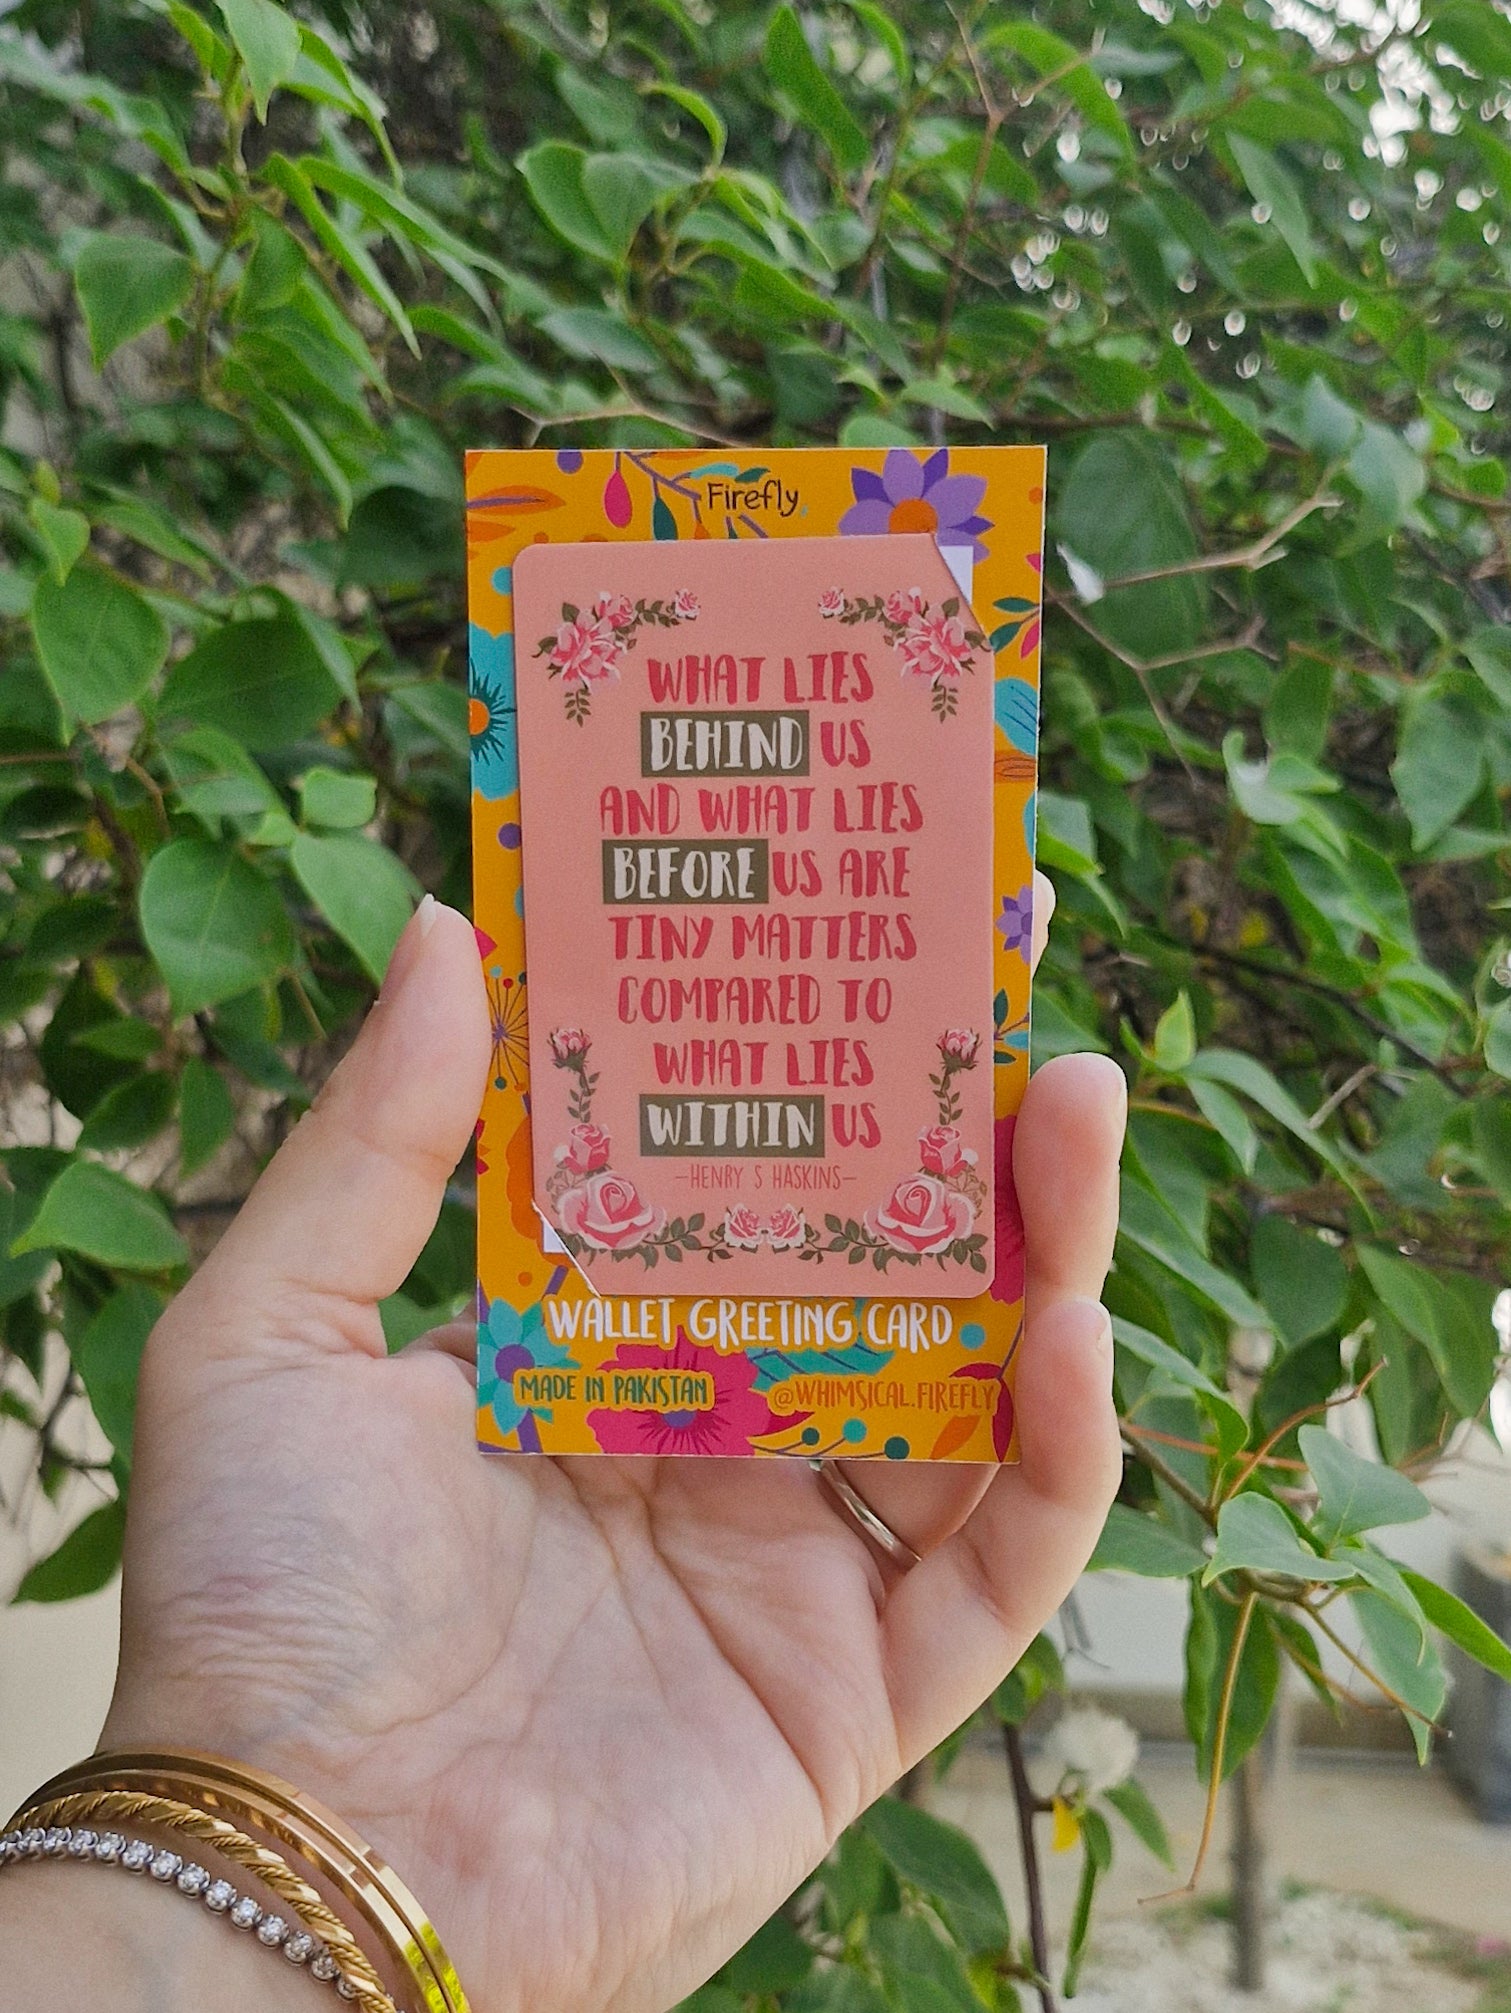 Firefly
WHAT LIES
BEHIND US
AND WHAT LIES
BEFORE US ARE
TINY MATTERS
COMPARED TO
WHAT LIES
WITHIN US
-HENRY S HASKINS-
WALLET GREETING CARD
MADE IN PAKISTAN
@WHIMSICAL.FIREFLY